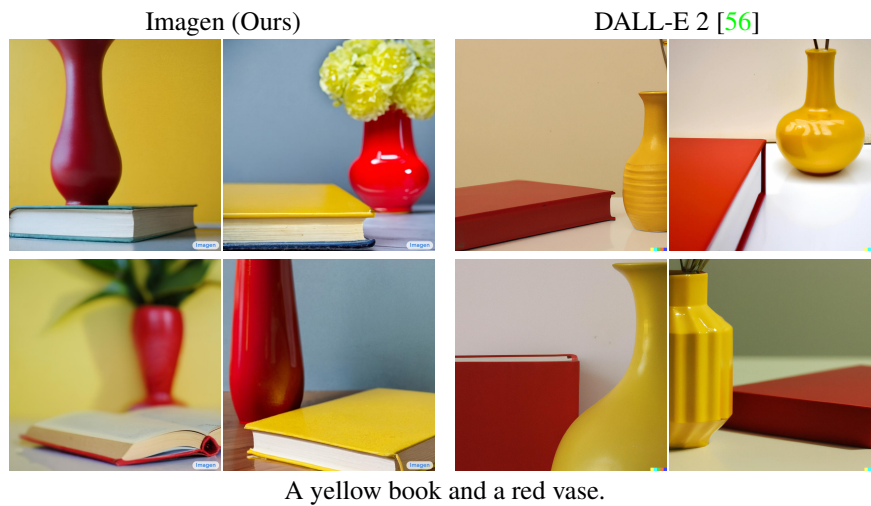 Imagen (Ours)
DALL-E 2 [56]
Imagen
Imagen
Imagen
Imagen
A yellow book and a red vase.